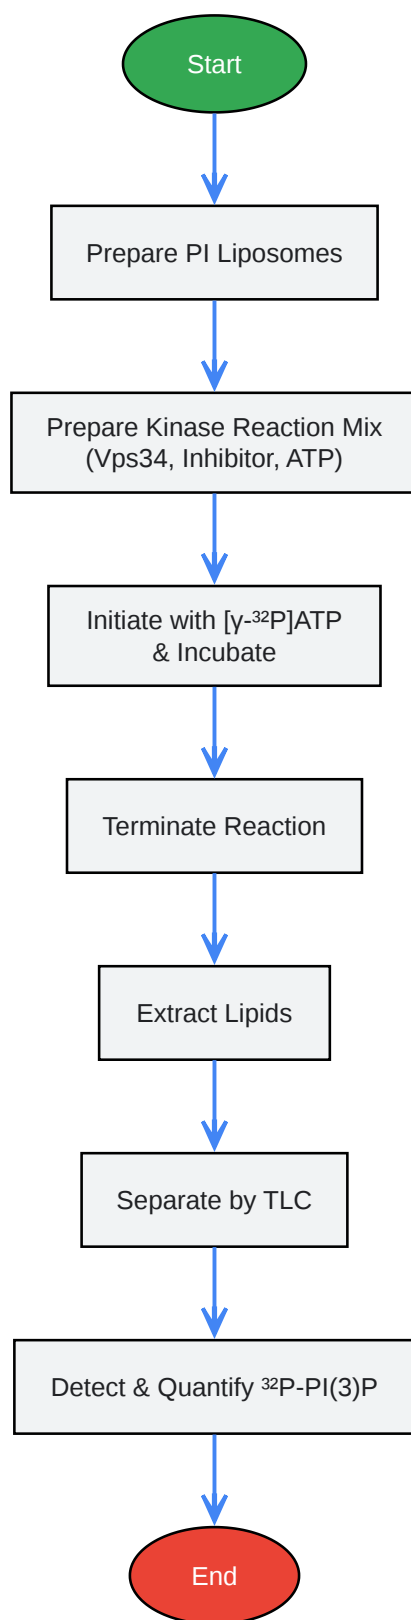 Start
Prepare PI Liposomes
Prepare Kinase Reaction Mix
(Vps34, Inhibitor, ATP)
Initiate with [γ-³²P]ATP
& Incubate
Terminate Reaction
Extract Lipids
Separate by TLC
Detect & Quantify ³²P-PI(3)P
End